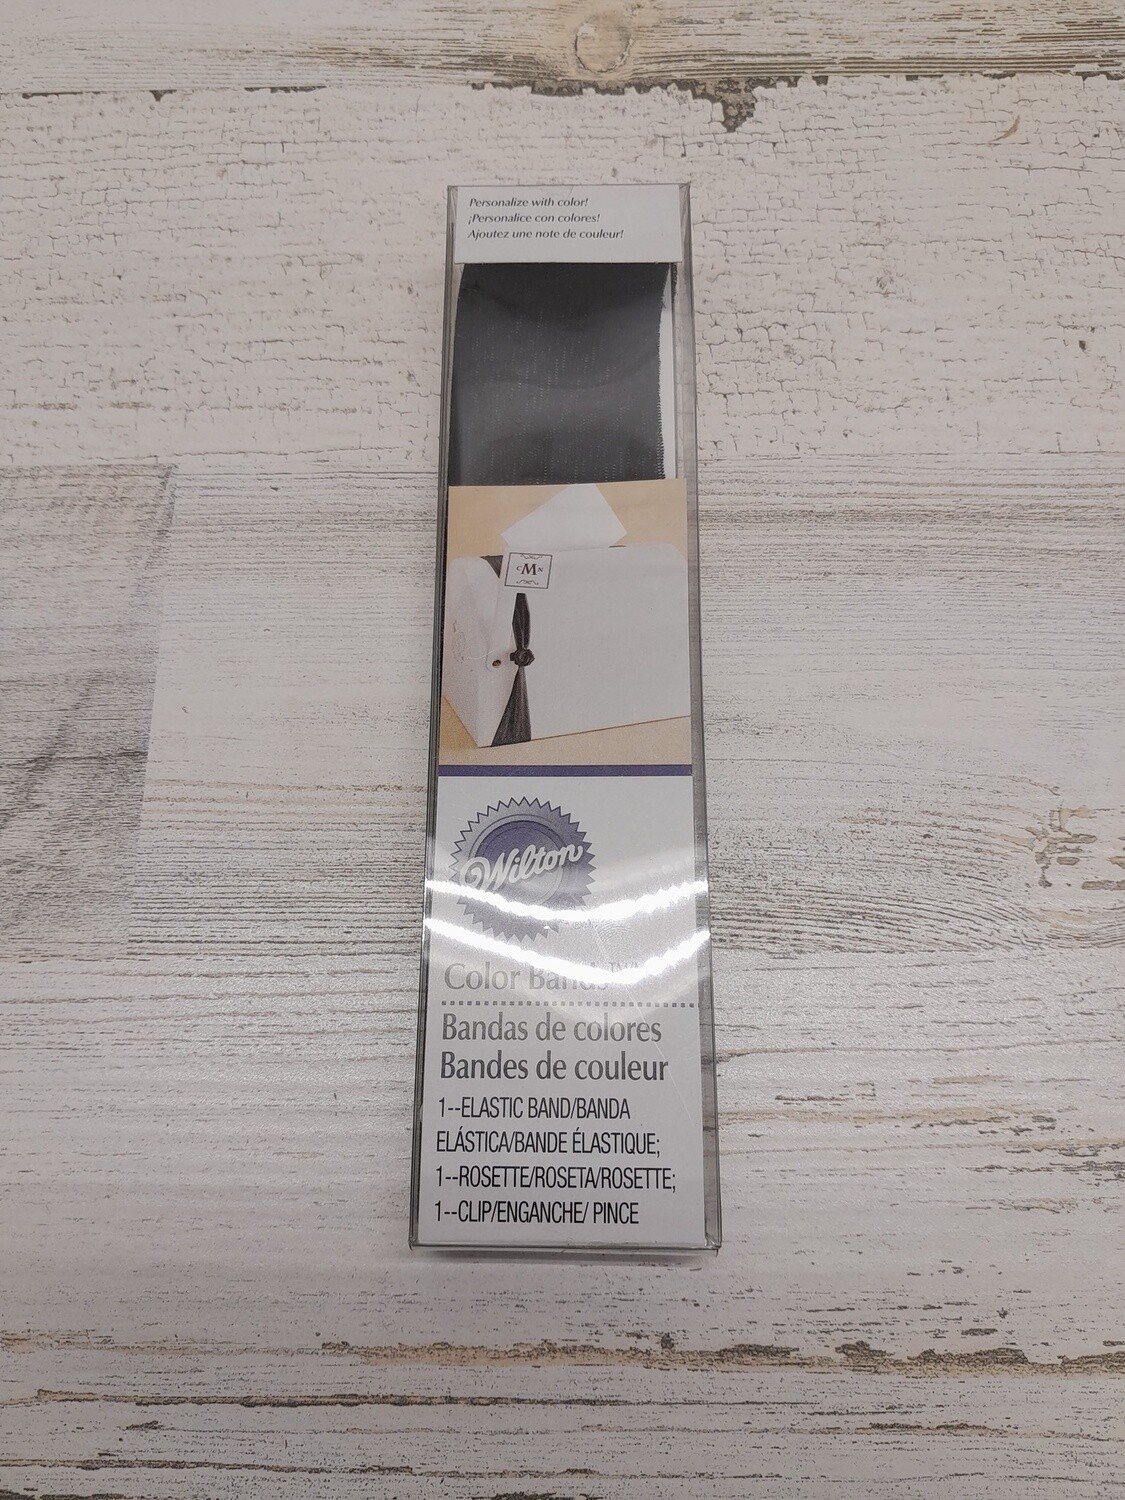 Personalize with color!
¡Personalice con colores!
Ajoutez une note de couleur!
CMN
Wilton
Color Bands
Bandas de colores
Bandes de couleur
1--ELASTIC BAND/BANDA
ELÁSTICA/BANDE ÉLASTIQUE;
1--ROSETTE/ROSETA/ROSETTE;
1--CLIP/ENGANCHE/ PINCE